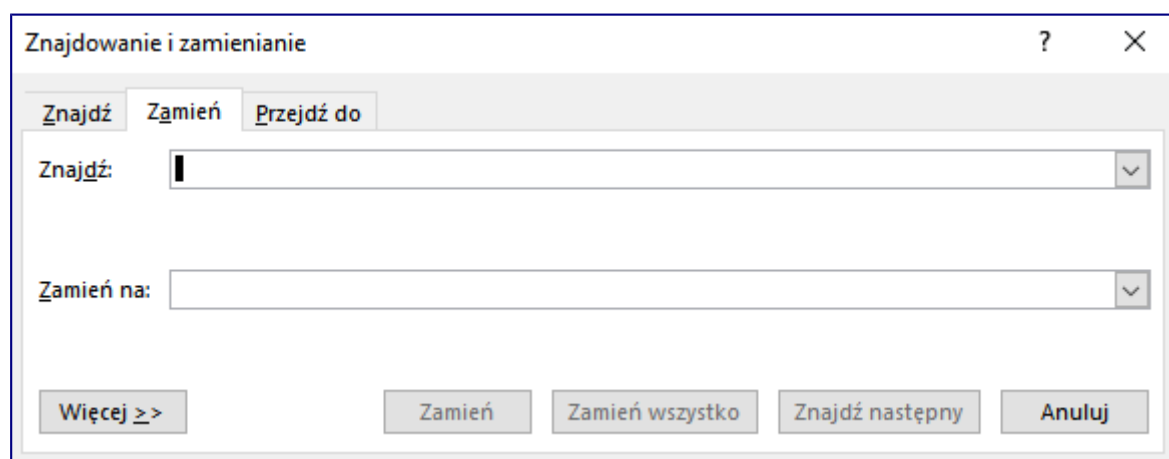 Znajdowanie i zamienianie ? ×
Znajdź Zamień Przejdź do
Znajdź:
Zamień na:
Więcej >> Zamień Zamień wszystko Znajdź następny Anuluj